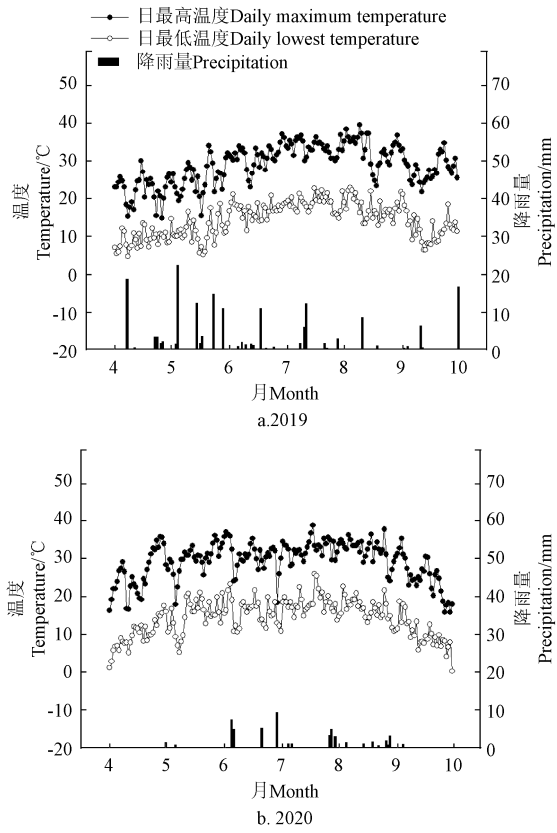 日最高温度Daily maximum temperature
日最低温度Daily lowest temperature
降雨量Precipitation
50
40
30
20
10
0
-10
-20
温度
Temperature/℃
70
60
50
40
30
20
10
0
降雨量
Precipitation/mm
4 5 6 7 8 9 10
月Month
a.2019
50
40
30
20
10
0
-10
-20
温度
Temperature/℃
70
60
50
40
30
20
10
0
降雨量
Precipitation/mm
4 5 6 7 8 9 10
月Month
b. 2020